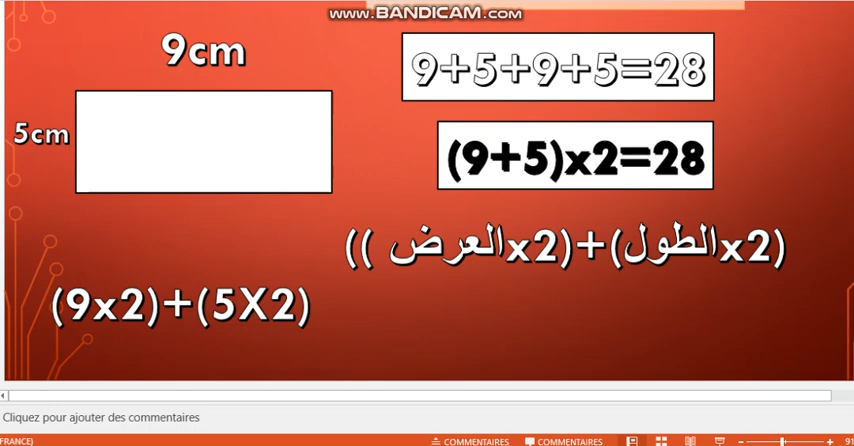 www.BANDICAM.com
9cm
9+5+9+5=28
5cm
(9+5)x2=28
(( العرضx2)+(الطولx2)
(9x2)+(5X2)
Cliquez pour ajouter des commentaires
FRANCE)
COMMENTAIRES
COMMENTAIRES
91